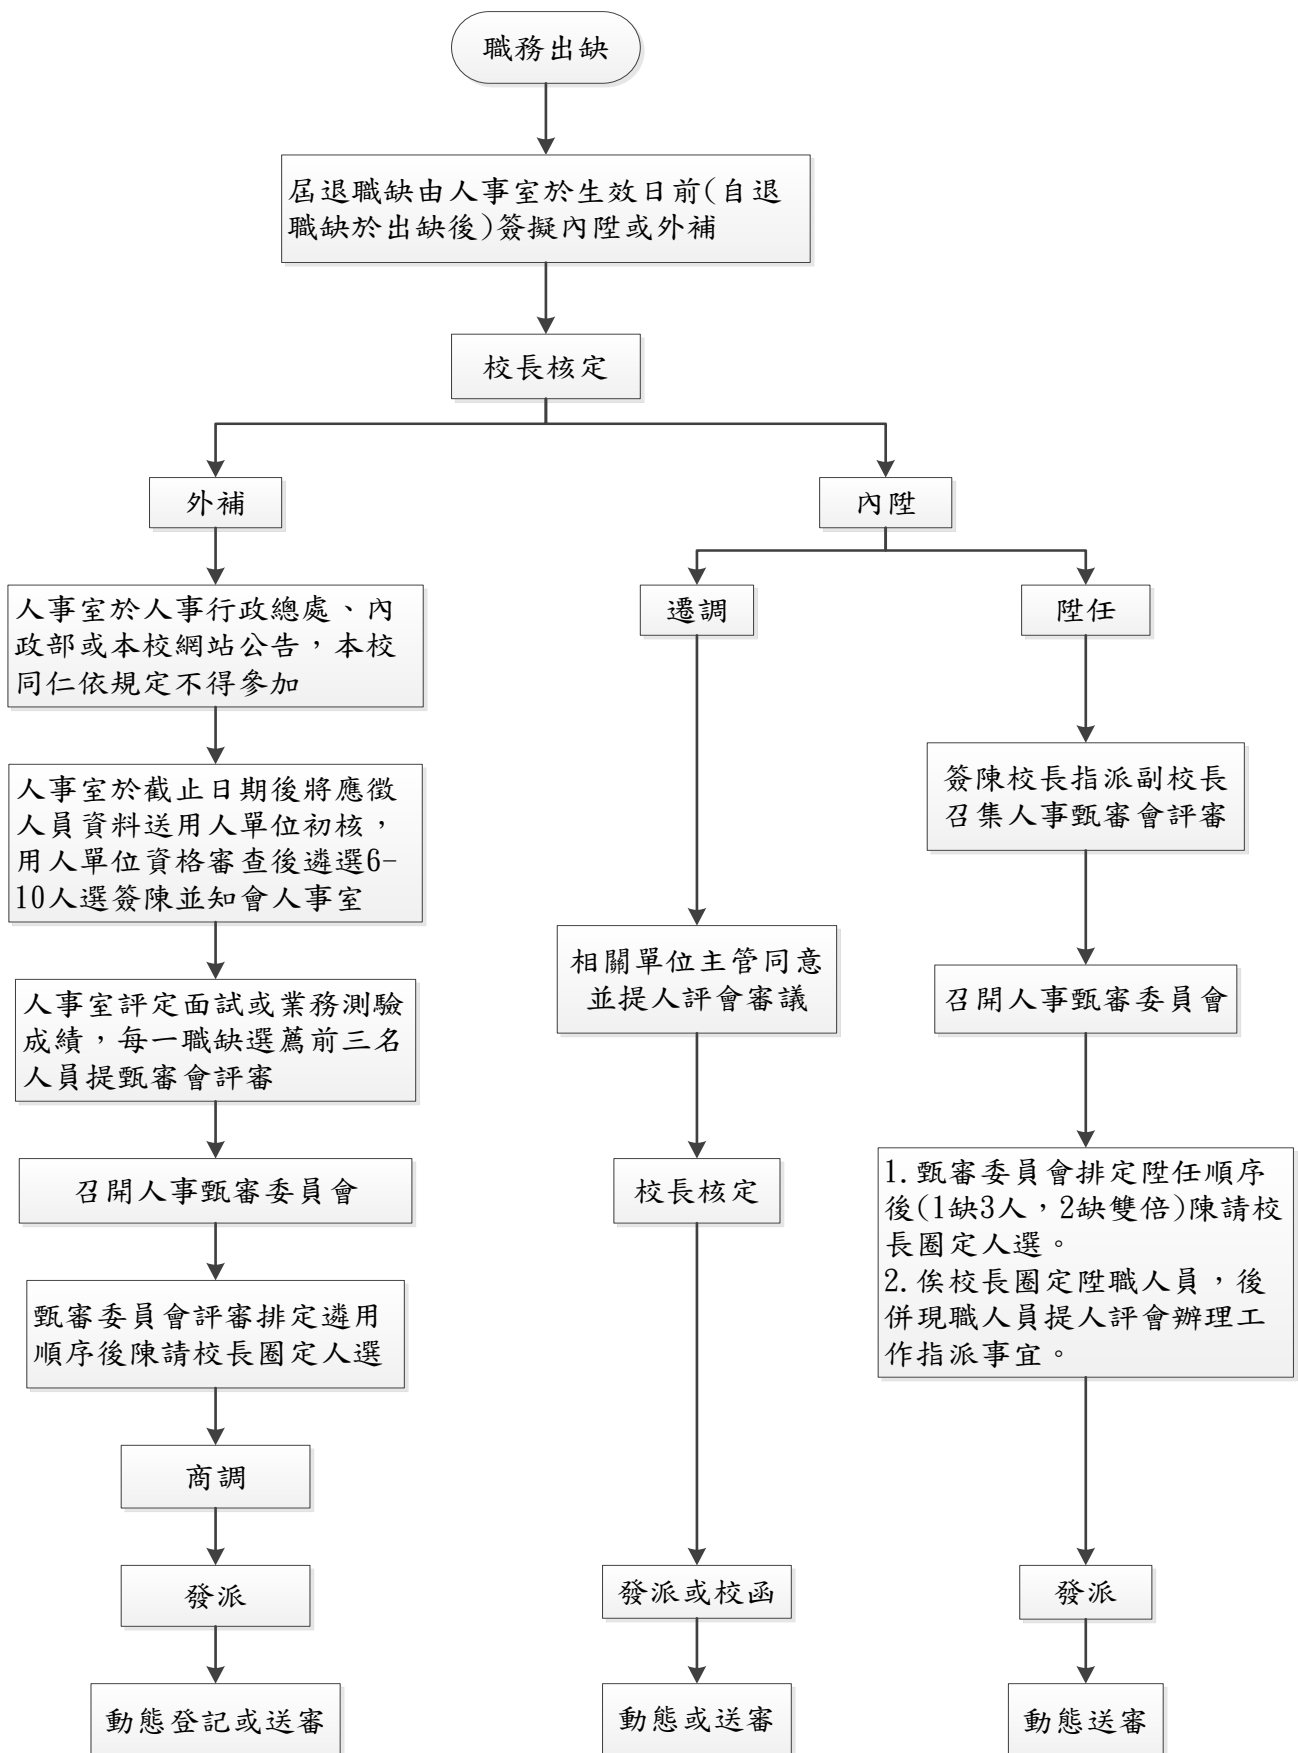 職務出缺
屆退職缺由人事室於生效日前(自退
職缺於出缺後)簽擬內陞或外補
校長核定
外補
人事室於人事行政總處、內
政部或本校網站公告，本校
同仁依規定不得參加
人事室於截止日期後將應徵
人員資料送用人單位初核，
用人單位資格審查後遴選6-
10人選簽陳並知會人事室
人事室評定面試或業務測驗
成績，每一職缺選薦前三名
人員提甄審會評審
召開人事甄審委員會
甄審委員會評審排定遴用
順序後陳請校長圈定人選
商調
發派
動態登記或送審
內陞
遷調
相關單位主管同意
並提人評會審議
校長核定
發派或校函
動態或送審
陞任
簽陳校長指派副校長
召集人事甄審會評審
召開人事甄審委員會
1.甄審委員會排定陞任順序
後(1缺3人，2缺雙倍)陳請校
長圈定人選。
2.俟校長圈定陞職人員，後
併現職人員提人評會辦理工
作指派事宜。
發派
動態送審